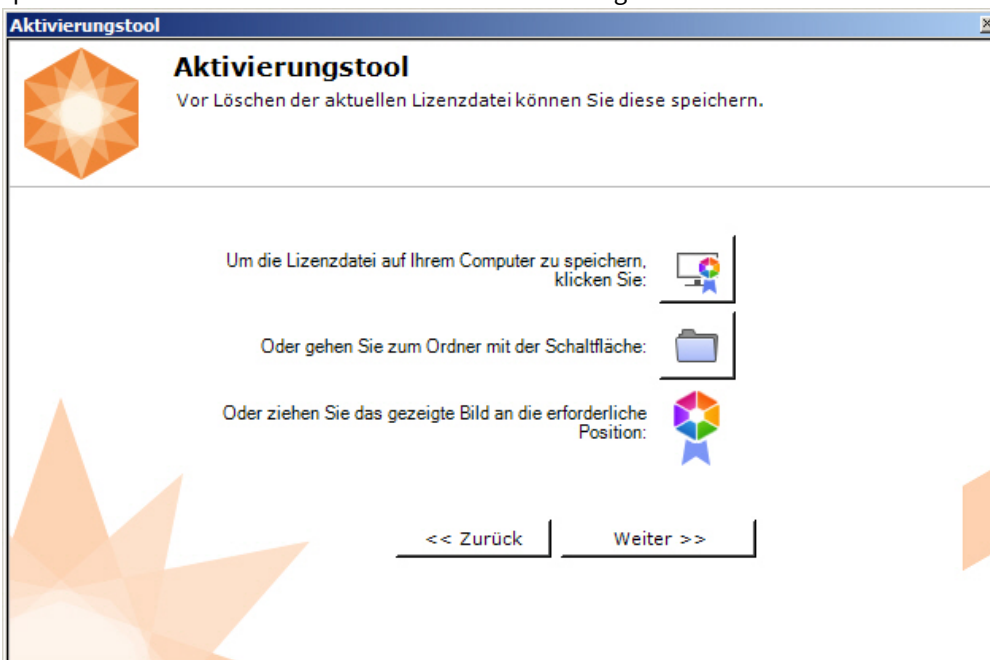 Aktivierungstool
Aktivierungstool
Vor Löschen der aktuellen Lizenzdatei können Sie diese speichern.
Um die Lizenzdatei auf Ihrem Computer zu speichern,
klicken Sie:
Oder gehen Sie zum Ordner mit der Schaltfläche:
Oder ziehen Sie das gezeigte Bild an die erforderliche
Position:
<< Zurück
Weiter >>